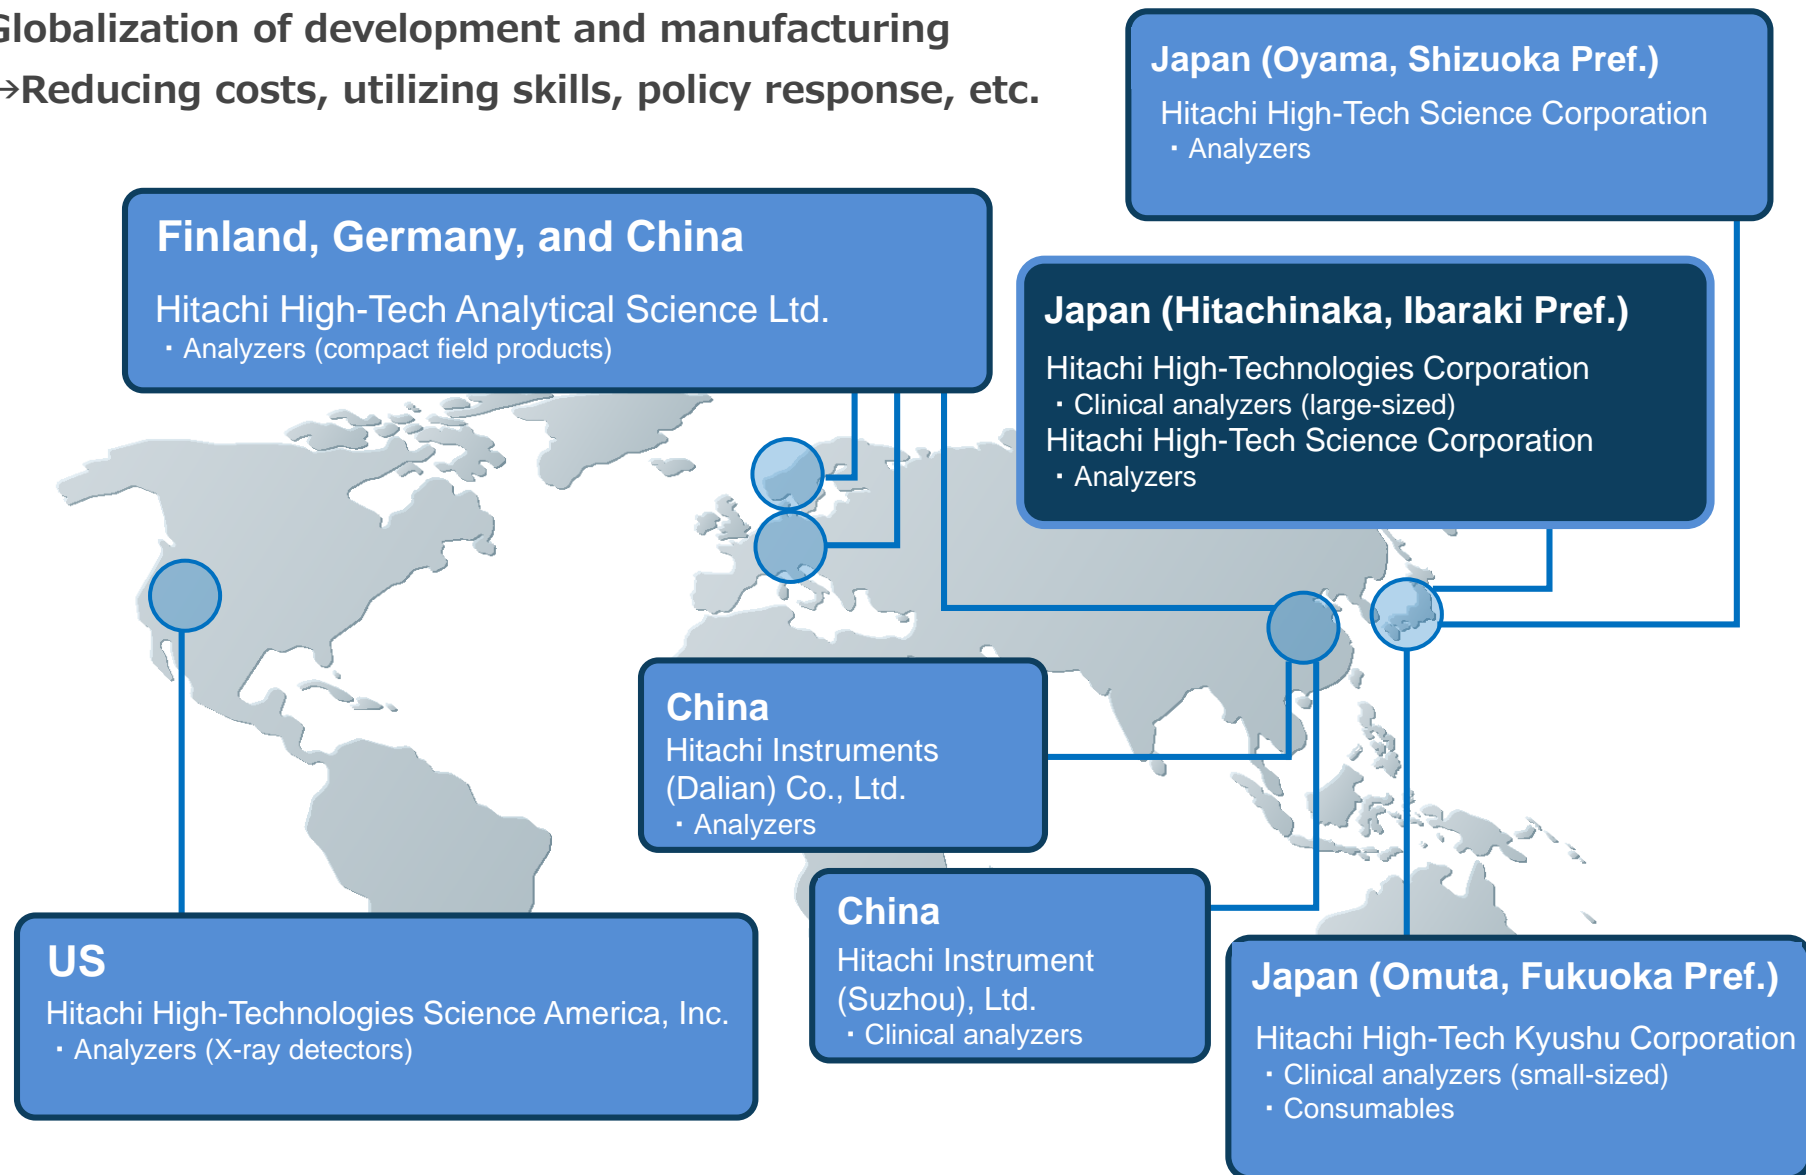 Globalization of development and manufacturing
→Reducing costs, utilizing skills, policy response, etc.
Japan (Oyama, Shizuoka Pref.)
Hitachi High-Tech Science Corporation
・Analyzers
Finland, Germany, and China
Hitachi High-Tech Analytical Science Ltd.
・Analyzers (compact field products)
Japan (Hitachinaka, Ibaraki Pref.)
Hitachi High-Technologies Corporation
・Clinical analyzers (large-sized)
Hitachi High-Tech Science Corporation
・Analyzers
China
Hitachi Instruments
(Dalian) Co., Ltd.
・Analyzers
China
Hitachi Instrument
(Suzhou), Ltd.
・Clinical analyzers
US
Hitachi High-Technologies Science America, Inc.
・Analyzers (X-ray detectors)
Japan (Omuta, Fukuoka Pref.)
Hitachi High-Tech Kyushu Corporation
・Clinical analyzers (small-sized)
・Consumables